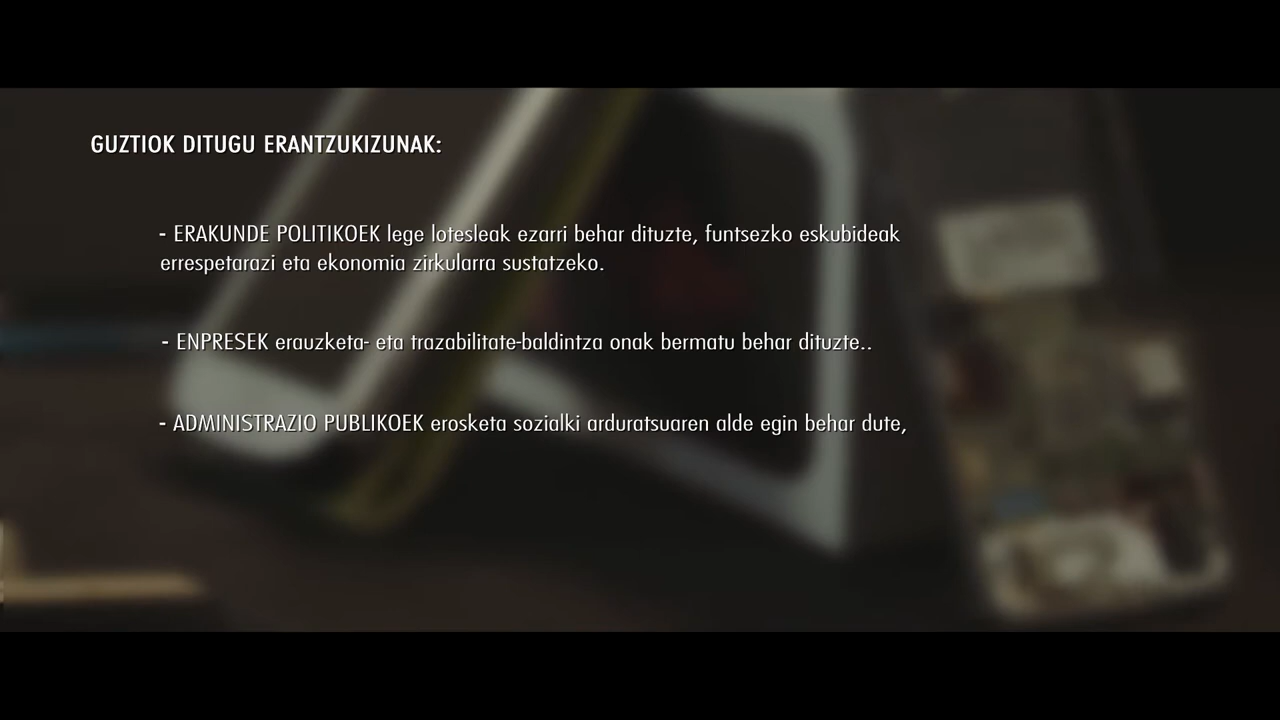 GUZTIOK DITUGU ERANTZUKIZUNAK:
- ERAKUNDE POLITIKOEK lege lotesleak ezarri behar dituzte, funtsezko eskubideak
errespetarazi eta ekonomia zirkularra sustatzeko.
- ENPRESEK erauzketa- eta trazabilitate-baldintza onak bermatu behar dituzte..
- ADMINISTRAZIO PUBLIKOEK erosketa sozialki arduratsuaren alde egin behar dute,